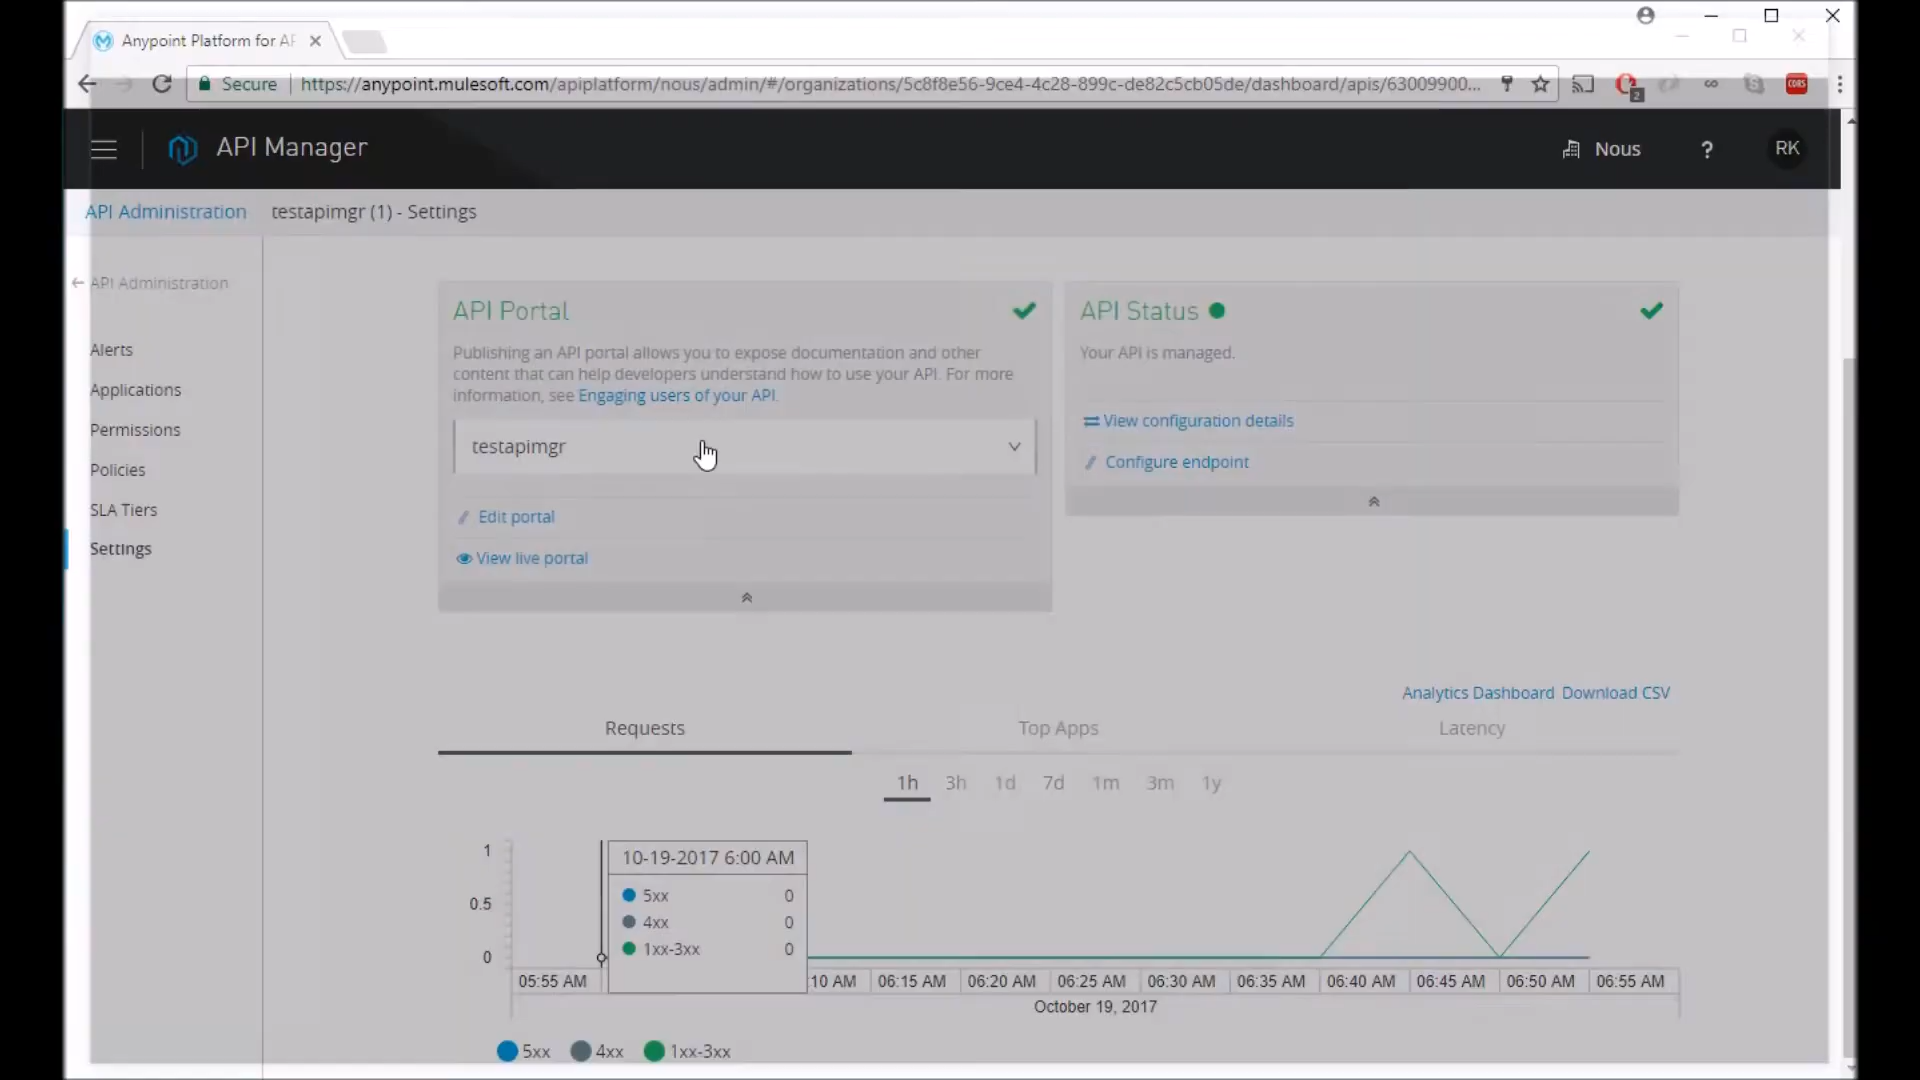 Anypoint Platform for AP
Secure https://anypoint.mulesoft.com/apiplatform/nous/admin/#/organizations/5c8f8e56-9ce4-4c28-899c-de82c5cb05de/dashboard/apis/63009900... 2 CORS
API Manager Nous ? RK
API Administration testapimgr (1) - Settings
API Administration
Alerts
Applications
Permissions
Policies
SLA Tiers
Settings
API Portal
Publishing an API portal allows you to expose documentation and other
content that can help developers understand how to use your API. For more
information, see Engaging users of your API.
testapimgr
Edit portal
View live portal
API Status
Your API is managed.
View configuration details
Configure endpoint
Analytics Dashboard Download CSV
Requests Top Apps Latency
1h 3h 1d 7d 1m 3m 1y
1
0.5
0
10-19-2017 6:00 AM
5xx 0
4xx 0
1xx-3xx 0
05:55 AM :10 AM 06:15 AM 06:20 AM 06:25 AM 06:30 AM 06:35 AM 06:40 AM 06:45 AM 06:50 AM 06:55 AM
October 19, 2017
5xx 4xx 1xx-3xx